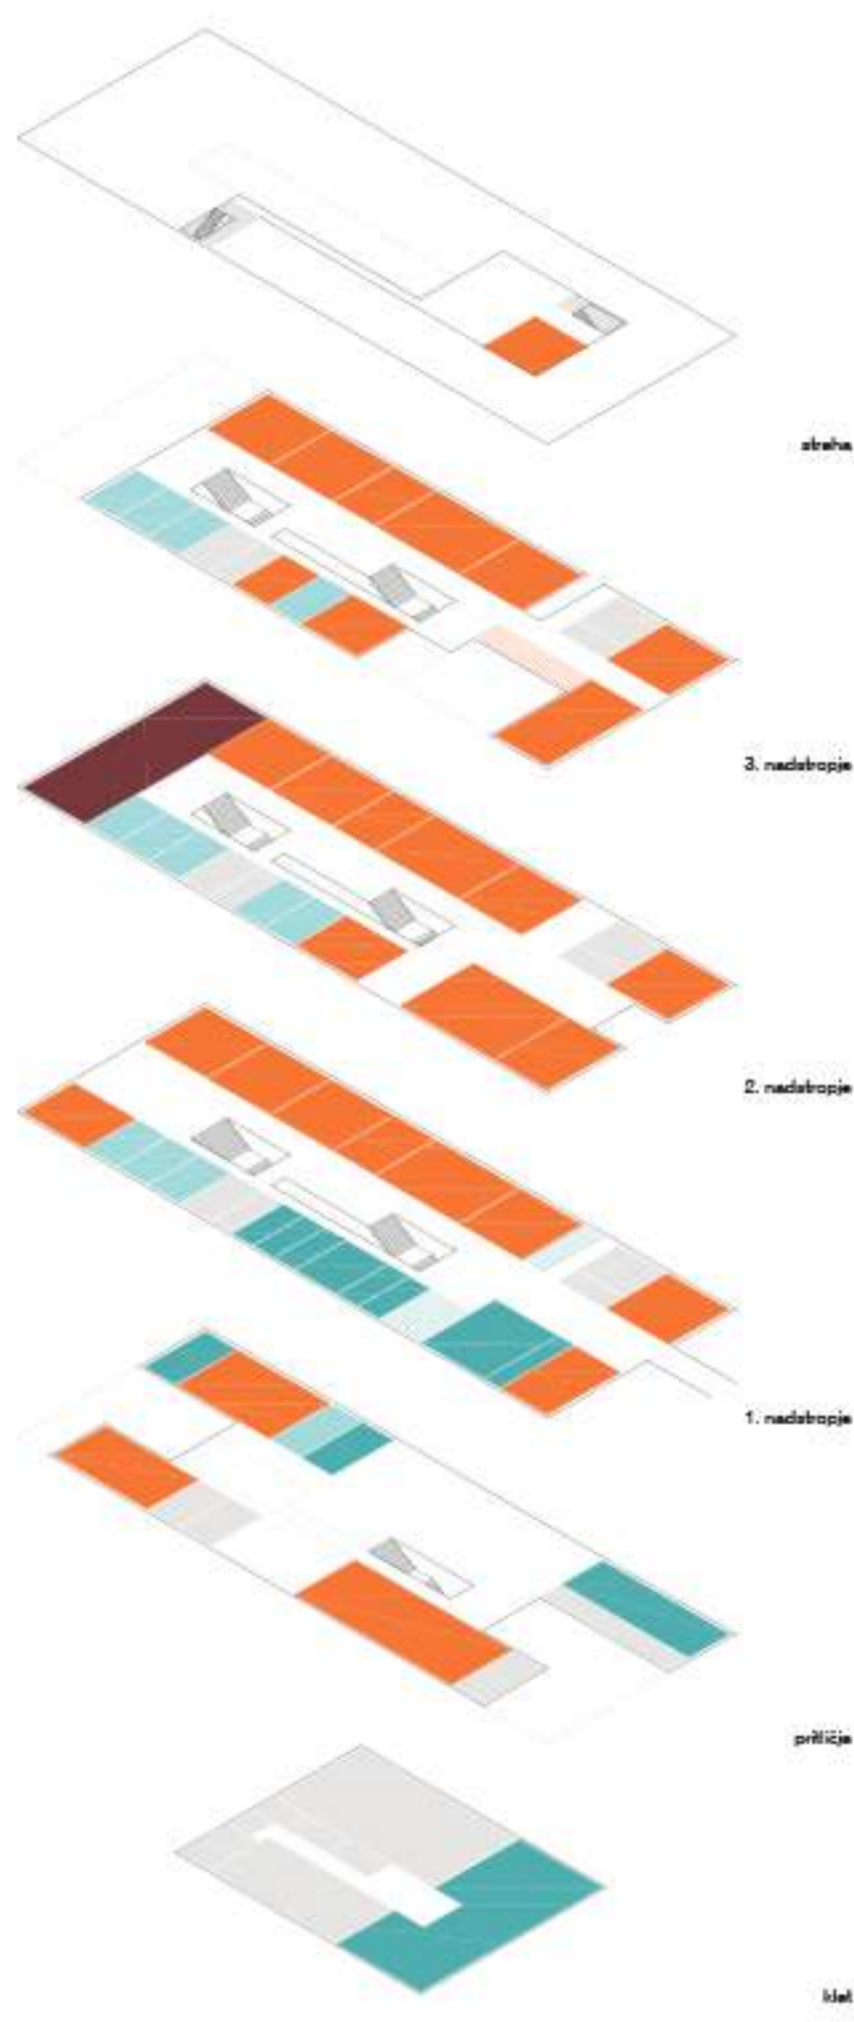 streha
3. nadstropje
2. nadstropje
1. nadstropje
pritličje
klet